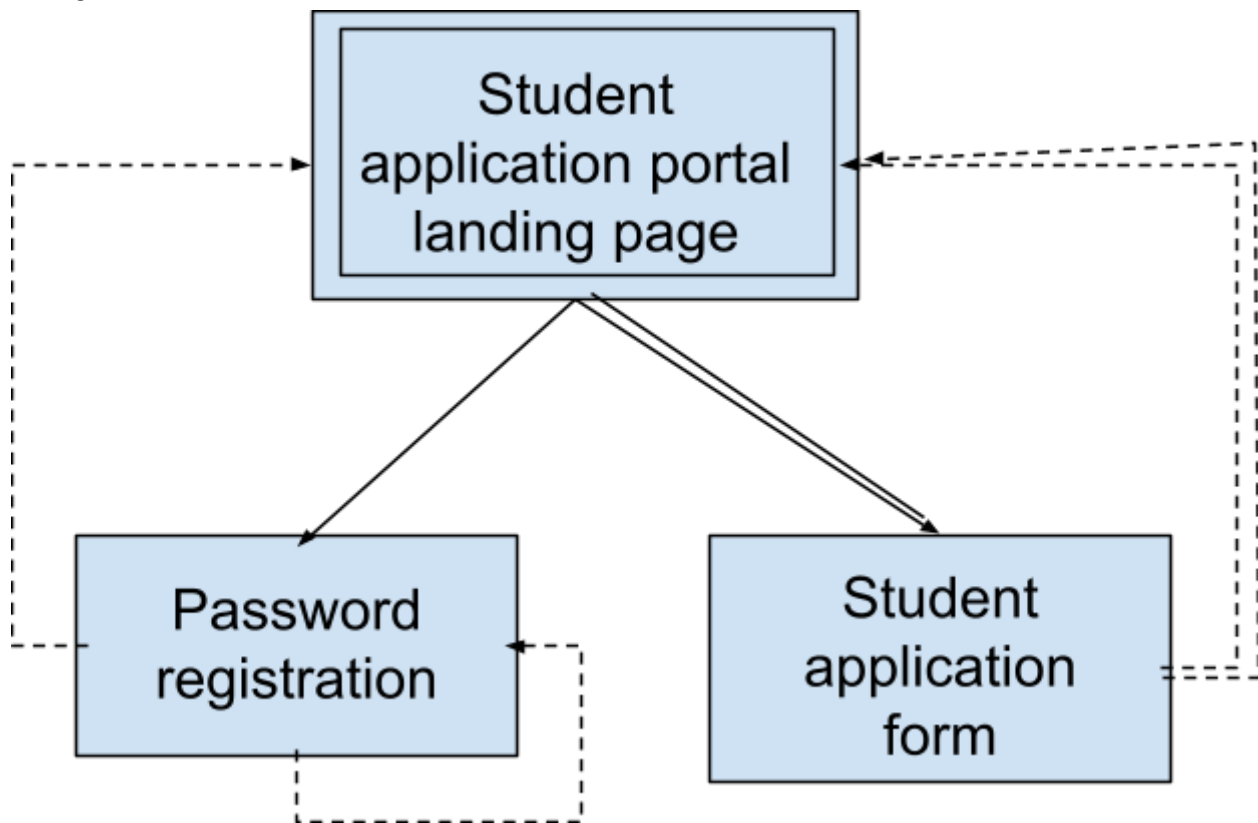 Student
application portal
landing page
Password
registration
Student
application
form